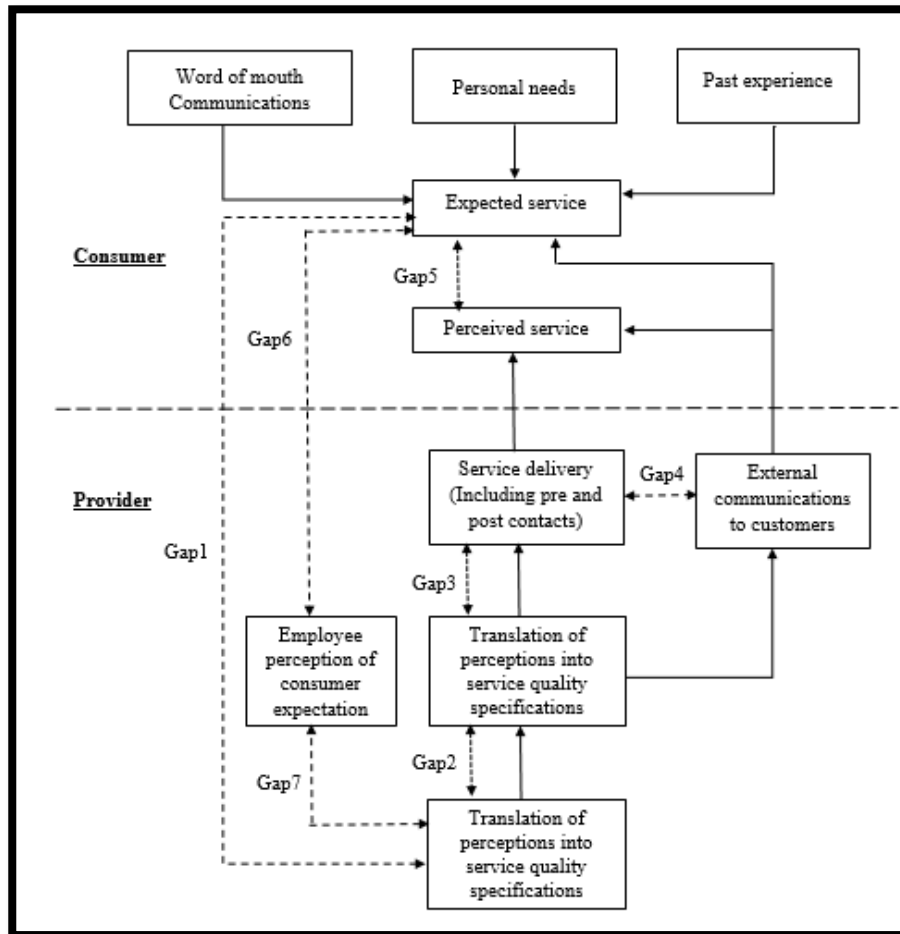 Word of mouth
Communications
Personal needs
Past experience
Expected service
Consumer
Gap5
Perceived service
Gap6
Provider
Service delivery
(Including pre and
post contacts)
Gap4
External
communications
to customers
Gap1
Gap3
Employee
perception of
consumer
expectation
Translation of
perceptions into
service quality
specifications
Gap2
Gap7
Translation of
perceptions into
service quality
specifications